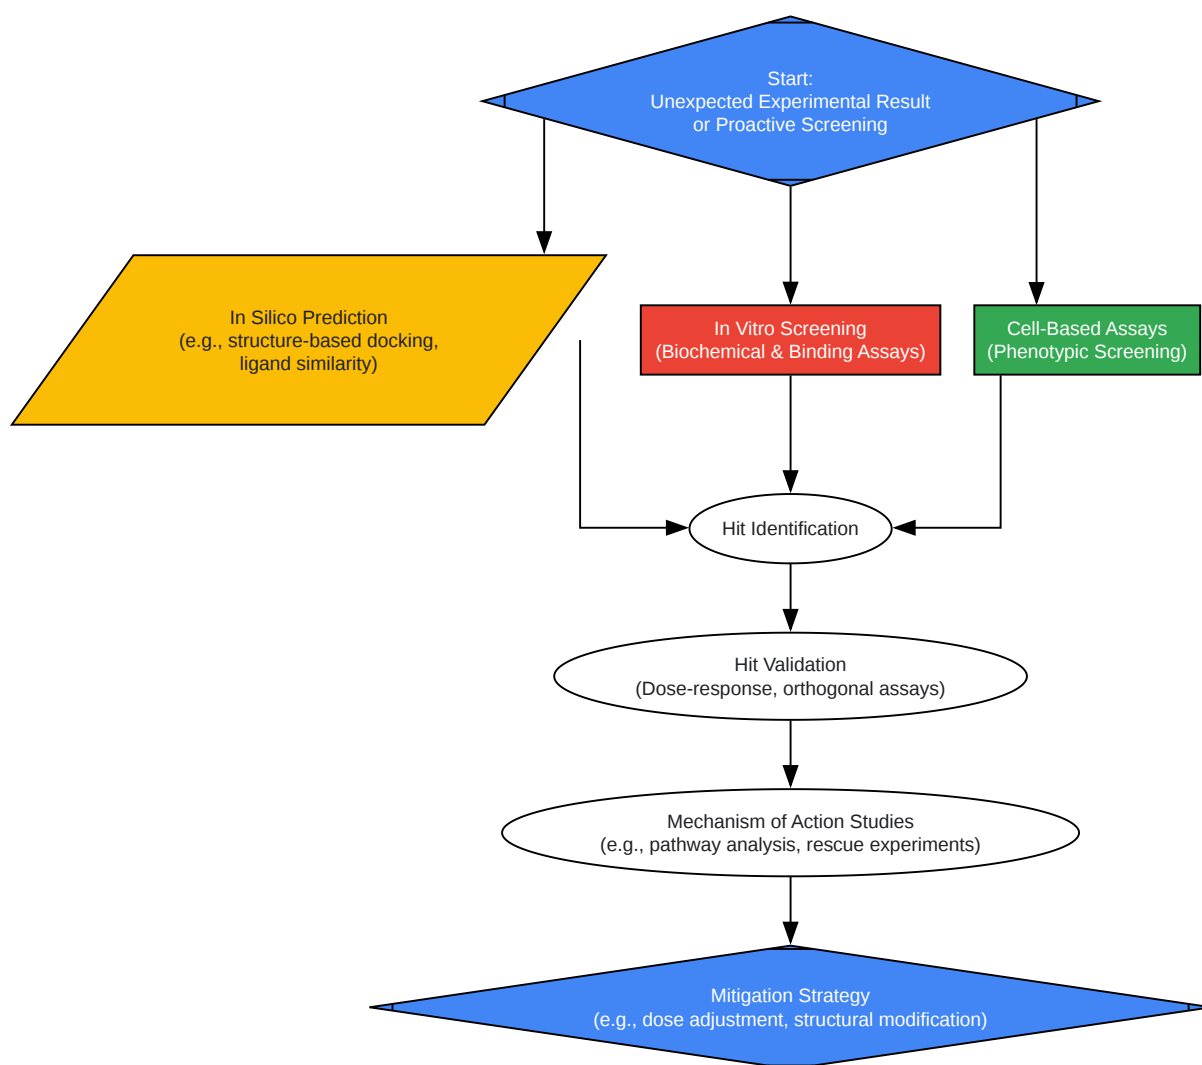 Start:
Unexpected Experimental Result
or Proactive Screening
In Silico Prediction
(e.g., structure-based docking,
ligand similarity)
In Vitro Screening
(Biochemical & Binding Assays)
Cell-Based Assays
(Phenotypic Screening)
Hit Identification
Hit Validation
(Dose-response, orthogonal assays)
Mechanism of Action Studies
(e.g., pathway analysis, rescue experiments)
Mitigation Strategy
(e.g., dose adjustment, structural modification)